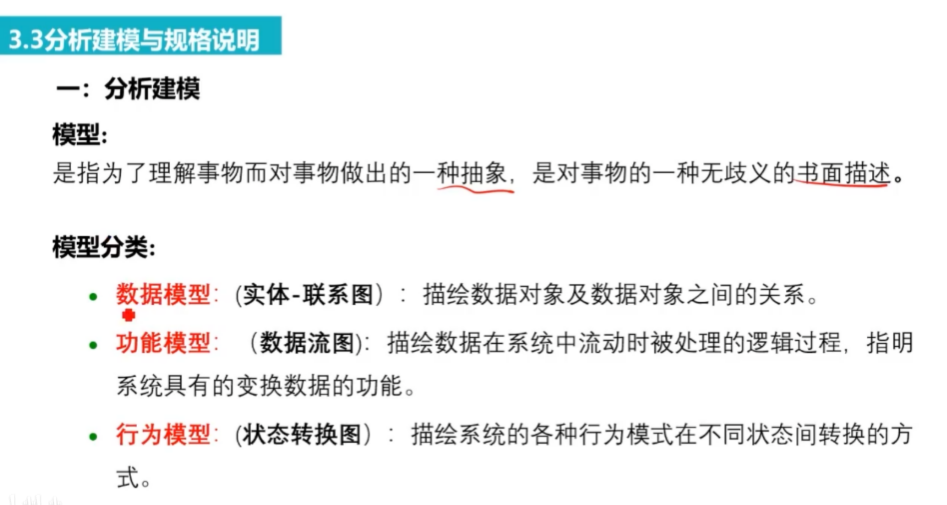 3.3分析建模与规格说明
一：分析建模
模型:
是指为了理解事物而对事物做出的一种抽象，是对事物的一种无歧义的书面描述。
模型分类:
• 数据模型：(实体-联系图）：描绘数据对象及数据对象之间的关系。
• 功能模型：（数据流图)：描绘数据在系统中流动时被处理的逻辑过程，指明
系统具有的变换数据的功能。
• 行为模型：(状态转换图）：描绘系统的各种行为模式在不同状态间转换的方
式。